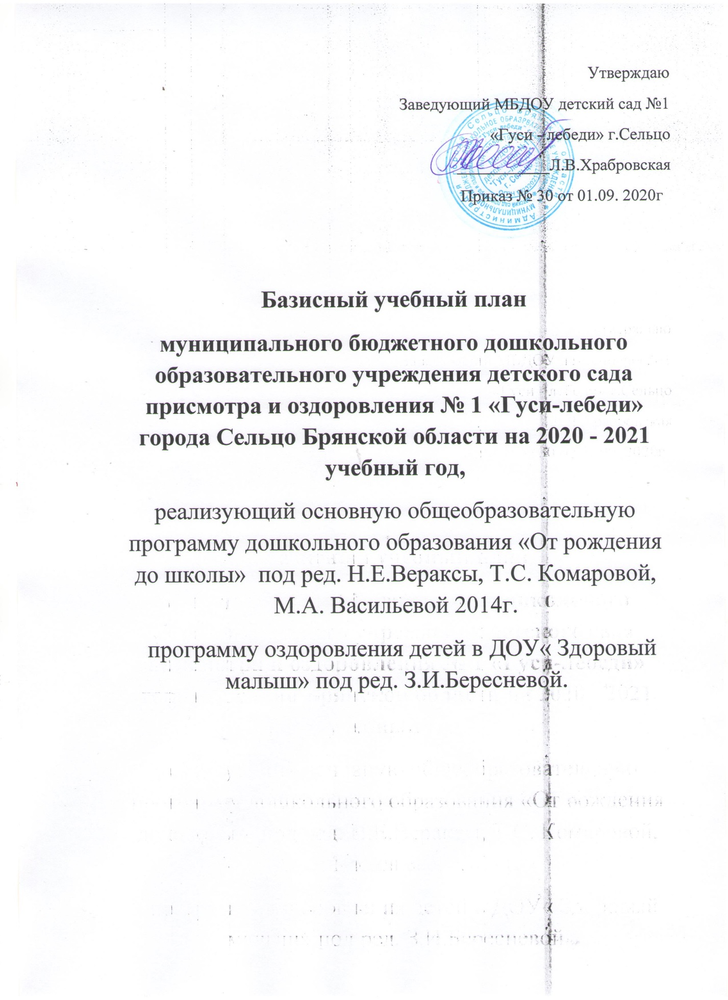 Утверждаю
Заведующий МБДОУ детский сад №1
«Гуси - лебеди» г.Сельцо
Л.В.Храбровская
Приказ № 30 от 01.09. 2020г
Базисный учебный план
муниципального бюджетного дошкольного
образовательного учреждения детского сада
присмотра и оздоровления № 1 «Гуси-лебеди»
города Сельцо Брянской области на 2020 - 2021
учебный год,
реализующий основную общеобразовательную
программу дошкольного образования «От рождения
до школы»  под ред. Н.Е.Вераксы, Т.С. Комаровой,
М.А. Васильевой 2014г.
программу оздоровления детей в ДОУ« Здоровый
малыш» под ред. З.И.Бересневой.